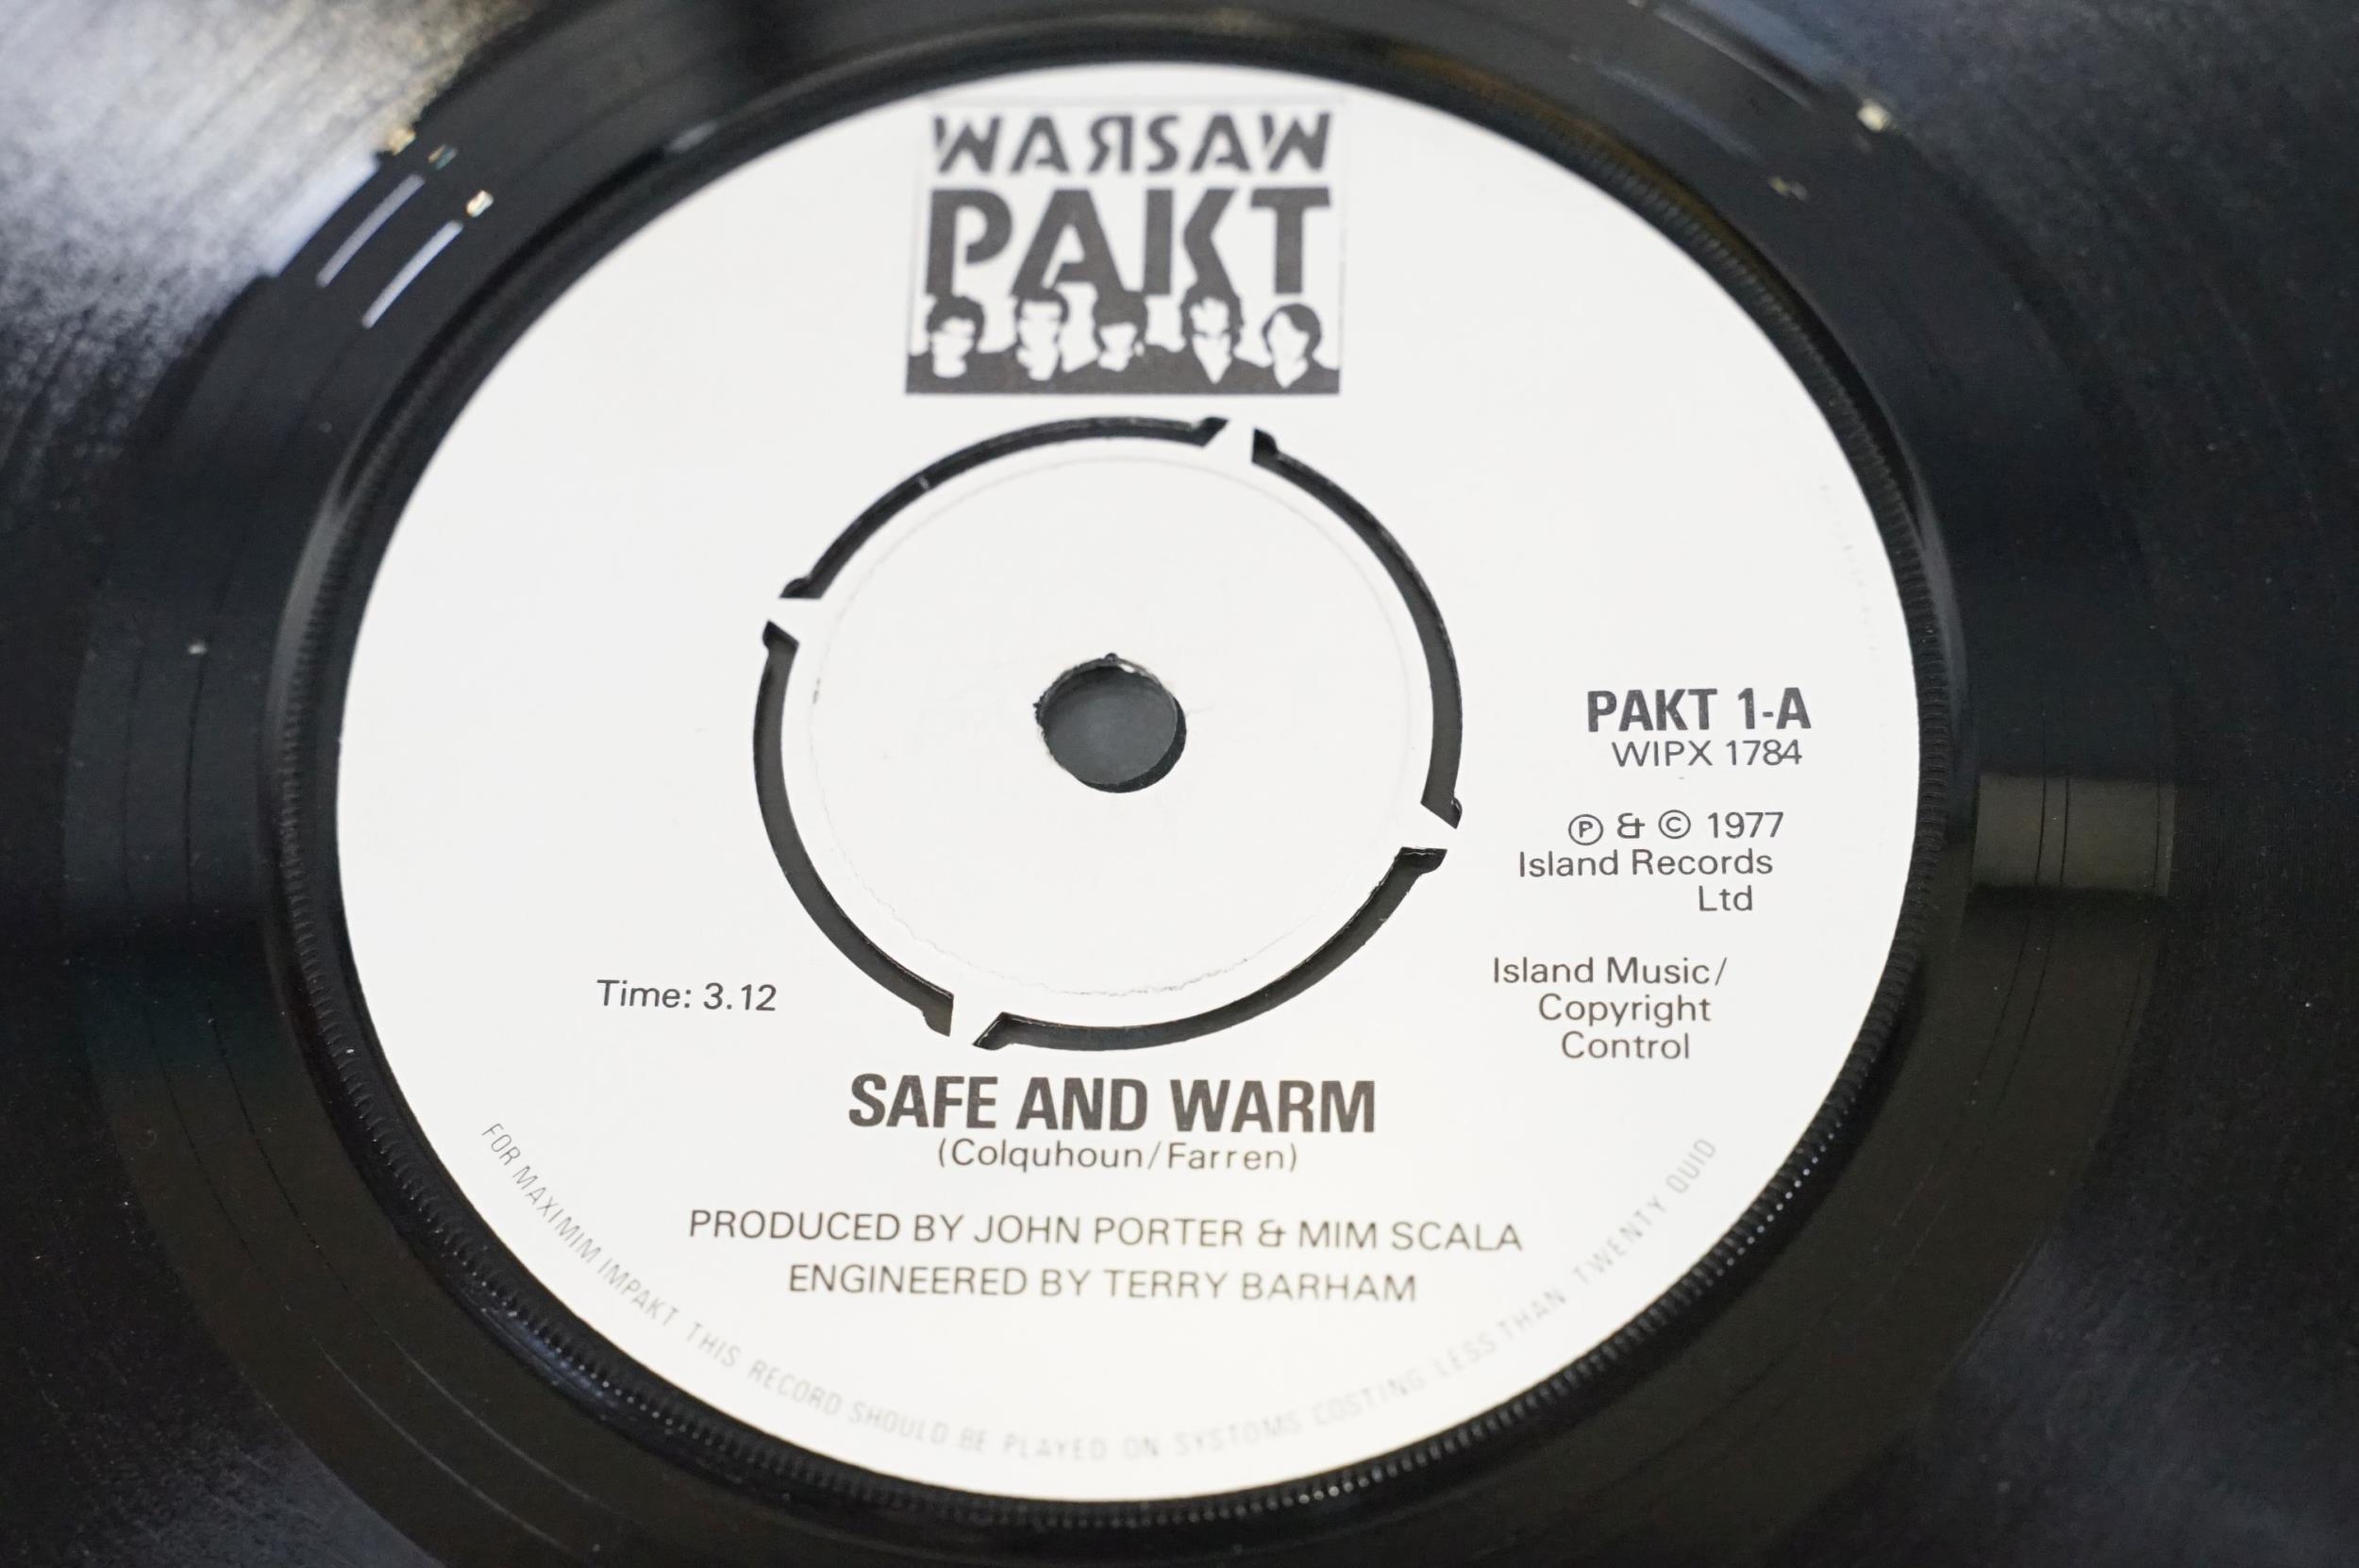 WARSAW
PAKT
PAKT 1-A
WIPX 1784
Ⓟ & © 1977
Island Records
Ltd
Island Music/
Copyright
Control
Time: 3.12
SAFE AND WARM
(Colquhoun/Farren)
PRODUCED BY JOHN PORTER & MIM SCALA
ENGINEERED BY TERRY BARHAM
FOR MAXIMIM IMPAKT THIS RECORD SHOULD BE PLAYED ON SYSTOMS COSTING LESS THAN TWENTY QUID